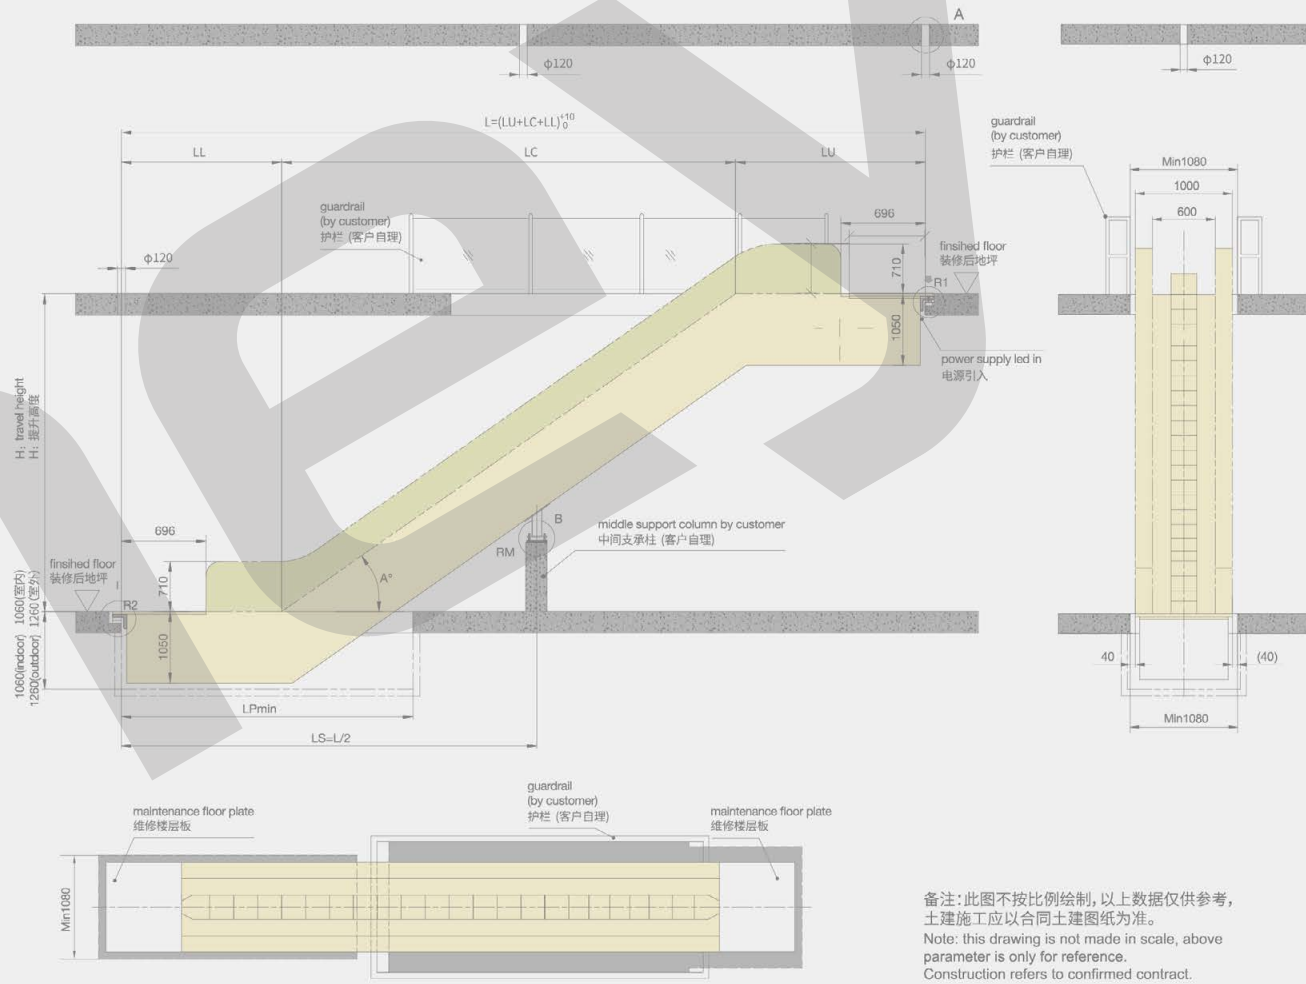 A
φ120
φ120
φ120
L=(LU+LC+LL)+10 0
LL
LC
LU
guardrail
(by customer)
护栏 (客户自理)
Min1080
1000
600
guardrail
(by customer)
护栏 (客户自理)
696
finsihed floor
装修后地坪
φ120
710
R1
1050
power supply led in
电源引入
H: travel height
H: 提升高度
696
B
middle support column by customer
中间支承柱 (客户自理)
RM
finsihed floor
装修后地坪
710
A°
R2
1060(室内)
1260(室外)
1050
1060(indoor)
1260(outdoor)
40
(40)
LPmin
Min1080
LS=L/2
guardrail
(by customer)
护栏 (客户自理)
maintenance floor plate
维修楼层板
maintenance floor plate
维修楼层板
Min1080
备注:此图不按比例绘制,以上数据仅供参考,
土建施工应以合同土建图纸为准。
Note: this drawing is not made in scale, above
parameter is only for reference.
Construction refers to confirmed contract.